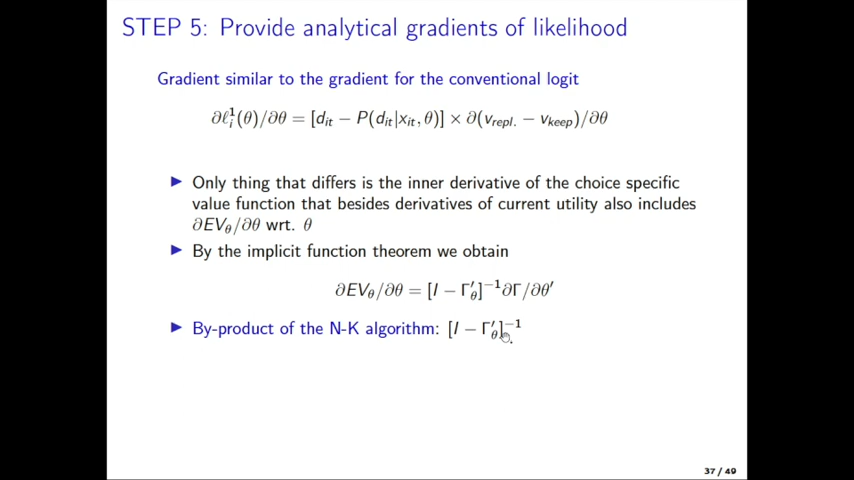 STEP 5: Provide analytical gradients of likelihood
Gradient similar to the gradient for the conventional logit
∂ℓ¹ᵢ(θ)/∂θ = [dᵢₜ − P(dᵢₜ|xᵢₜ, θ)] × ∂(v_repl. − v_keep)/∂θ
▶ Only thing that differs is the inner derivative of the choice specific
value function that besides derivatives of current utility also includes
∂EV_θ/∂θ wrt. θ
▶ By the implicit function theorem we obtain
∂EV_θ/∂θ = [I − Γ′_θ]⁻¹∂Γ/∂θ′
▶ By-product of the N-K algorithm: [I − Γ′_θ]⁻¹.
37 / 49